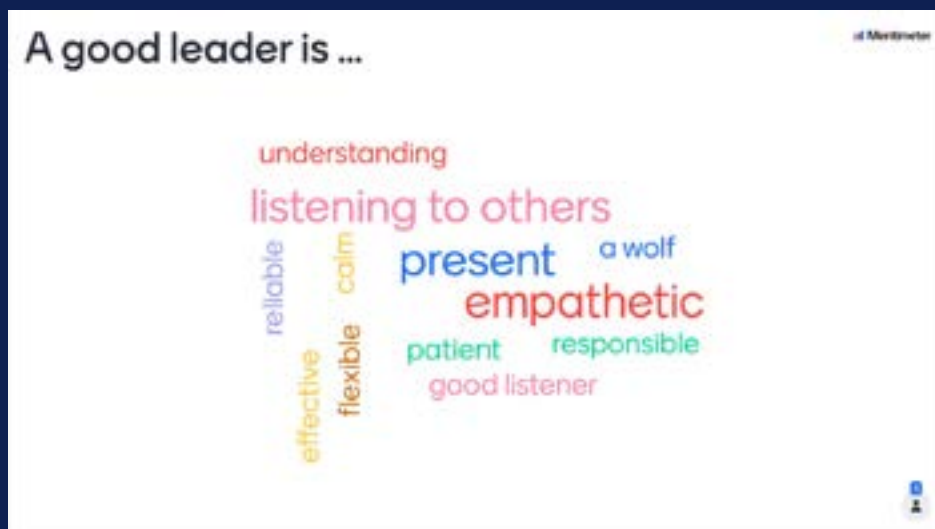 A good leader is ...
Mentimeter
understanding
listening to others
reliable
calm
present
a wolf
empathetic
effective
flexible
patient
responsible
good listener